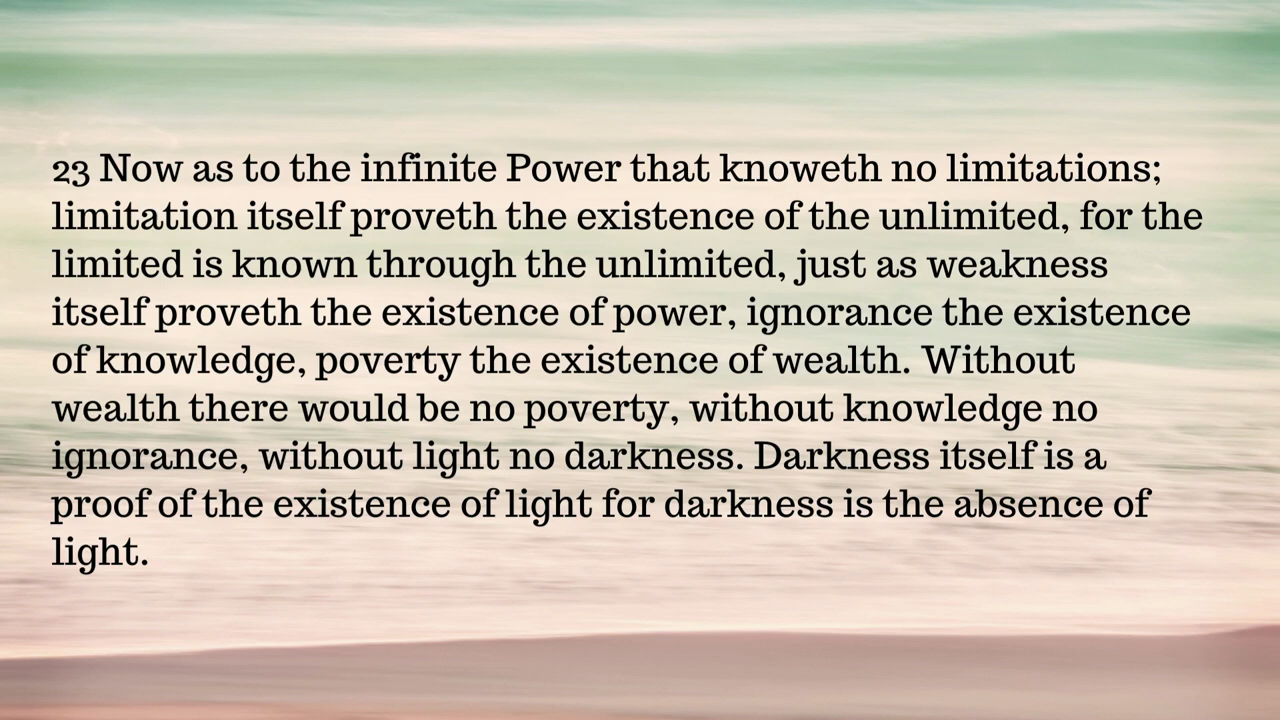 23 Now as to the infinite Power that knoweth no limitations;
limitation itself proveth the existence of the unlimited, for the
limited is known through the unlimited, just as weakness
itself proveth the existence of power, ignorance the existence
of knowledge, poverty the existence of wealth. Without
wealth there would be no poverty, without knowledge no
ignorance, without light no darkness. Darkness itself is a
proof of the existence of light for darkness is the absence of
light.